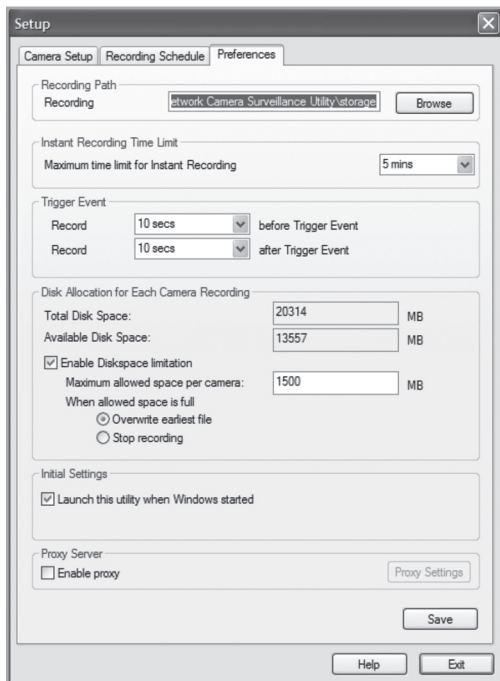 Setup
Camera Setup Recording Schedule Preferences
Recording Path
Recording etwork Camera Surveillance Utility\storage Browse
Instant Recording Time Limit
Maximum time limit for Instant Recording 5 mins
Trigger Event
Record 10 secs before Trigger Event
Record 10 secs after Trigger Event
Disk Allocation for Each Camera Recording
Total Disk Space: 20314 MB
Available Disk Space: 13557 MB
Enable Diskspace limitation
Maximum allowed space per camera: 1500 MB
When allowed space is full
Overwrite earliest file
Stop recording
Initial Settings
Launch this utility when Windows started
Proxy Server
Enable proxy Proxy Settings
Save
Help Exit